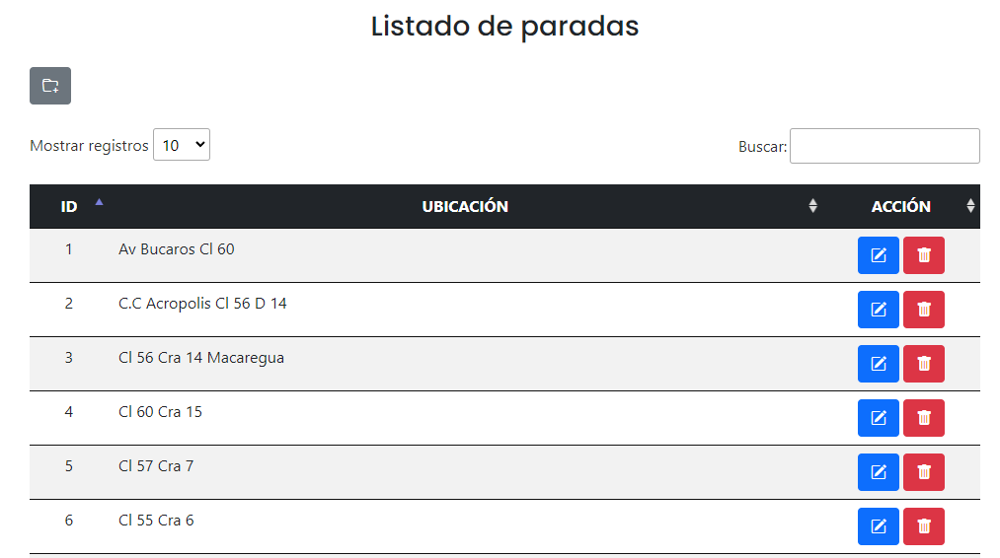 Listado de paradas
Mostrar registros 10 Buscar:
ID UBICACIÓN ACCIÓN
1 Av Bucaros Cl 60
2 C.C Acropolis Cl 56 D 14
3 Cl 56 Cra 14 Macaregua
4 Cl 60 Cra 15
5 Cl 57 Cra 7
6 Cl 55 Cra 6